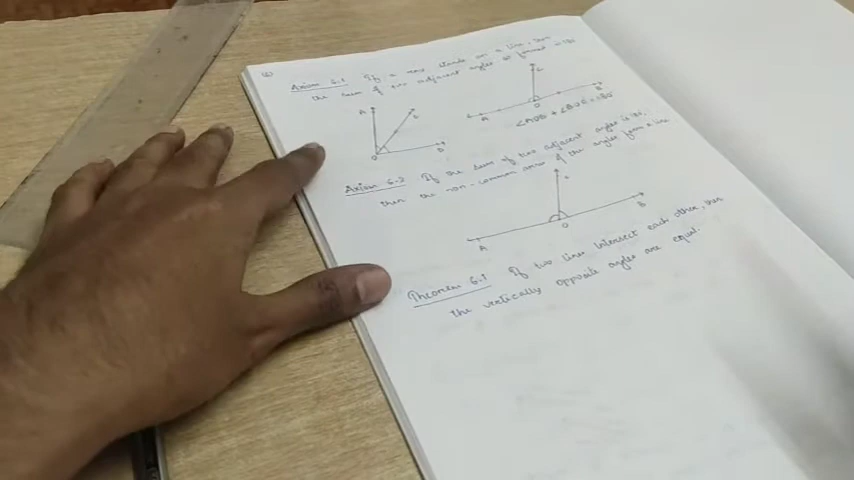 Axiom 6.1 If a ray stands on a line, then
the sum of two adjacent angles so formed is 180
A
C
O
B
C
A
O
B
∠AOC + ∠BOC = 180°
Axiom 6.2 If the sum of two adjacent angles is 180,
then the non-common arms of the angles form a line
C
A
O
B
Theorem 6.1 If two lines intersect each other, then
the vertically opposite angles are equal.